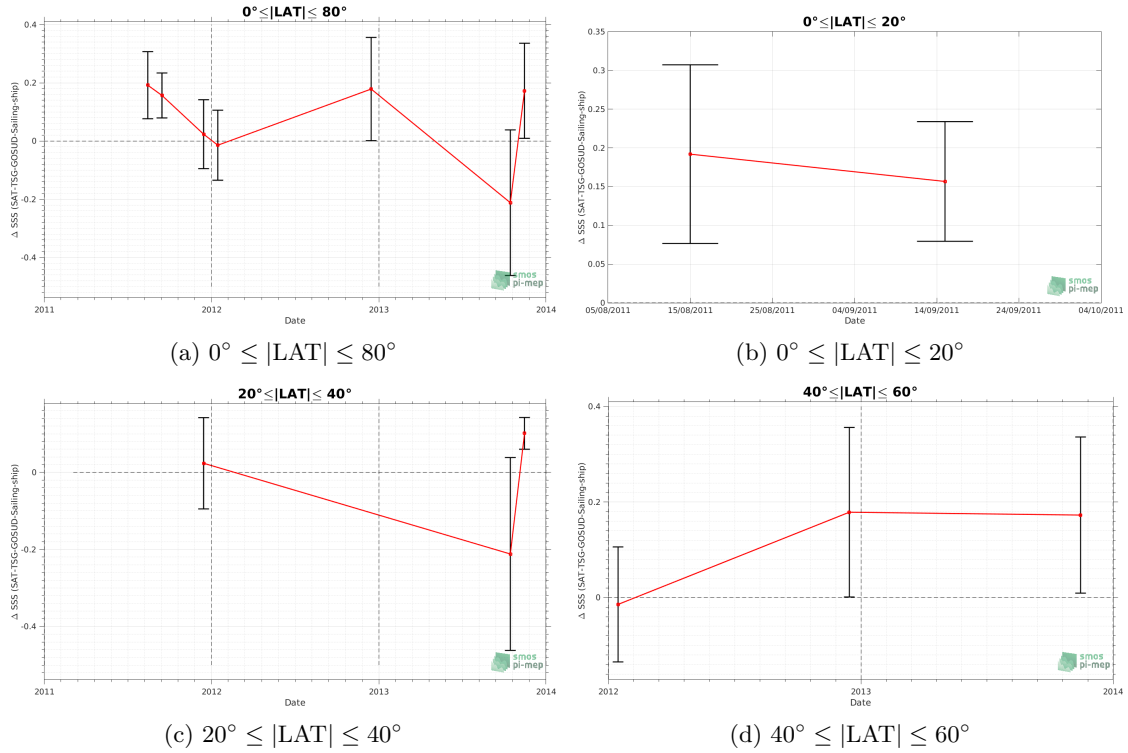 0°≤|LAT|≤ 80°
0.4
0.2
0
-0.2
-0.4
Δ SSS (SAT-TSG-GOSUD-Sailing-ship)
2011
2012
2013
2014
Date
smos
pi-mep
(a) 0° ≤ |LAT| ≤ 80°
0°≤|LAT|≤ 20°
0.35
0.3
0.25
0.2
0.15
0.1
0.05
0
Δ SSS (SAT-TSG-GOSUD-Sailing-ship)
05/08/2011
15/08/2011
25/08/2011
04/09/2011
14/09/2011
24/09/2011
04/10/2011
Date
smos
pi-mep
(b) 0° ≤ |LAT| ≤ 20°
20°≤|LAT|≤ 40°
0
-0.2
-0.4
Δ SSS (SAT-TSG-GOSUD-Sailing-ship)
2011
2012
2013
2014
Date
smos
pi-mep
(c) 20° ≤ |LAT| ≤ 40°
40°≤|LAT|≤ 60°
0.4
0.2
0
Δ SSS (SAT-TSG-GOSUD-Sailing-ship)
2012
2013
2014
Date
smos
pi-mep
(d) 40° ≤ |LAT| ≤ 60°